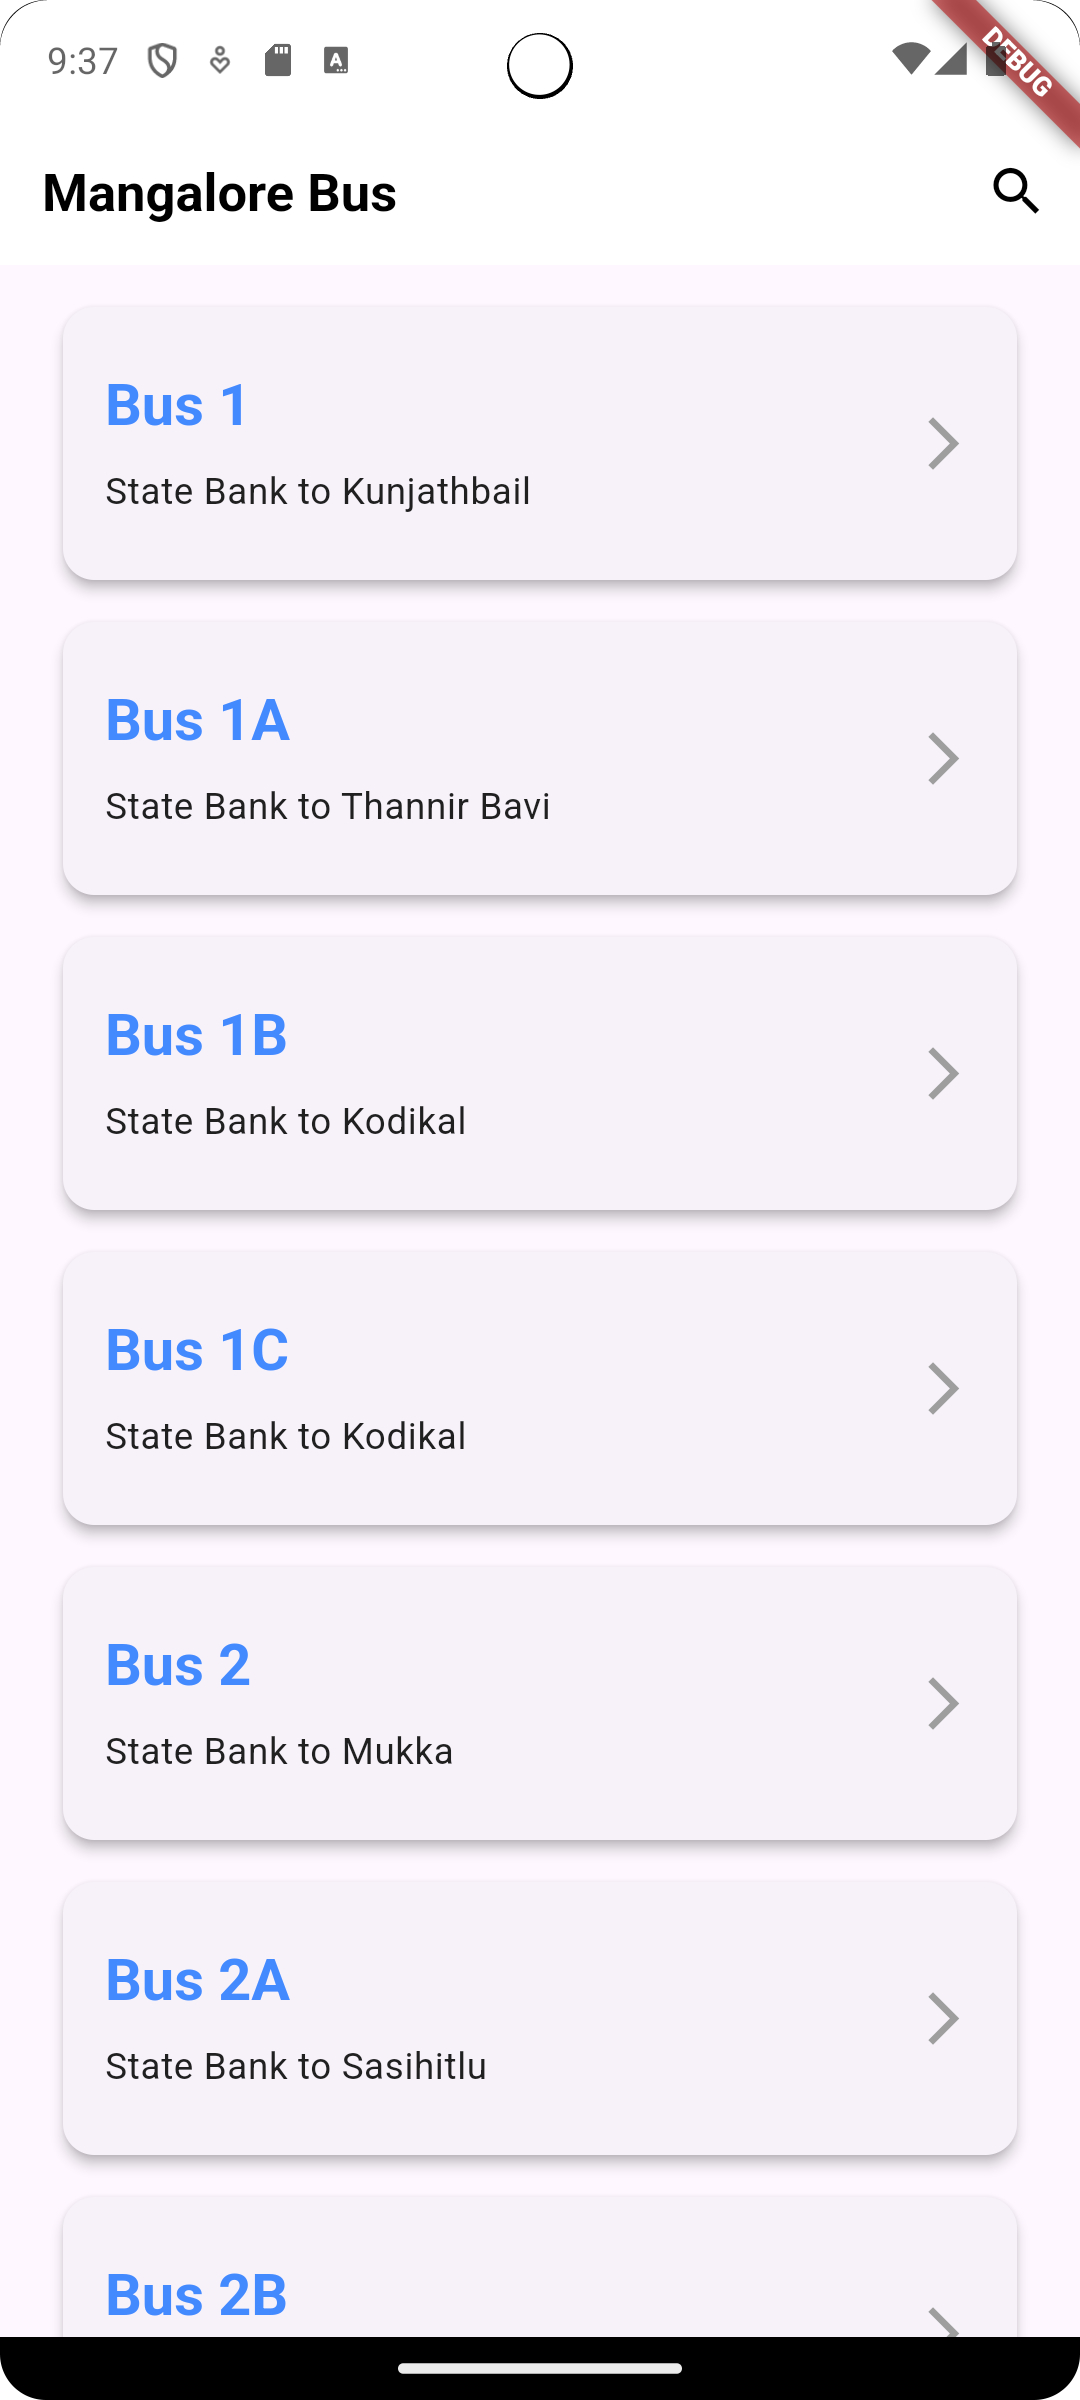 9:37
DEBUG
Mangalore Bus
Bus 1
State Bank to Kunjathbail
Bus 1A
State Bank to Thannir Bavi
Bus 1B
State Bank to Kodikal
Bus 1C
State Bank to Kodikal
Bus 2
State Bank to Mukka
Bus 2A
State Bank to Sasihitlu
Bus 2B